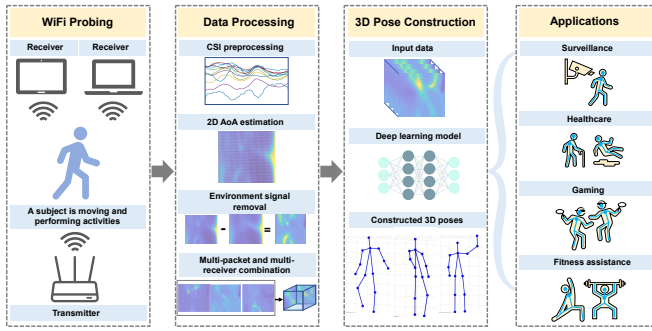 WiFi Probing
Receiver
Receiver
A subject is moving and
performing activities
Transmitter
Data Processing
CSI preprocessing
2D AoA estimation
Environment signal
removal
- =
Multi-packet and multi-
receiver combination
3D Pose Construction
Input data
Deep learning model
Constructed 3D poses
Applications
Surveillance
Healthcare
Gaming
Fitness assistance